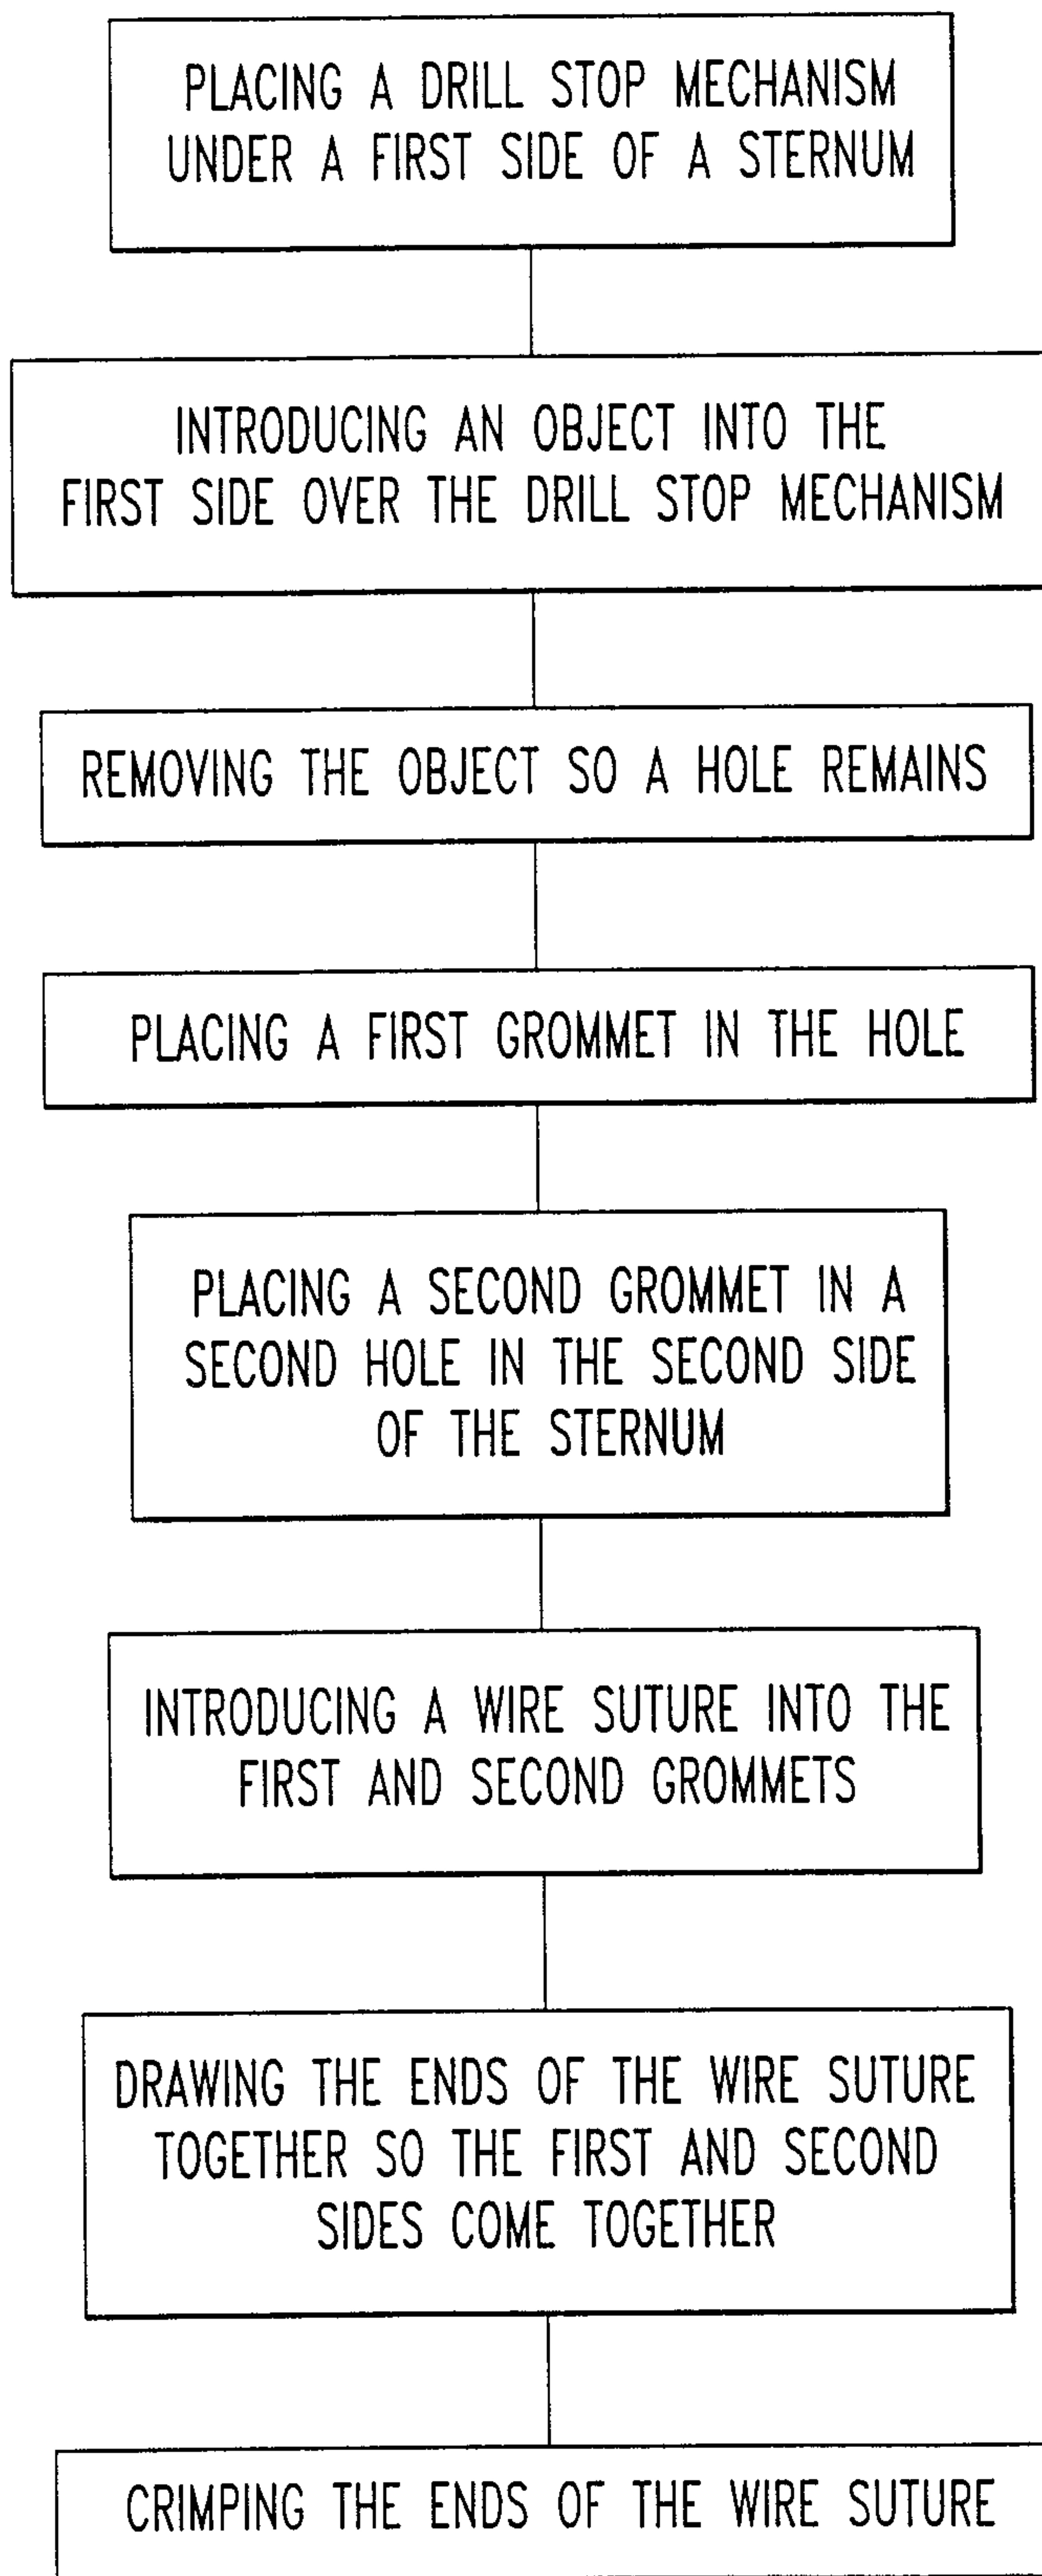 PLACING A DRILL STOP MECHANISM
UNDER A FIRST SIDE OF A STERNUM
INTRODUCING AN OBJECT INTO THE
FIRST SIDE OVER THE DRILL STOP MECHANISM
REMOVING THE OBJECT SO A HOLE REMAINS
PLACING A FIRST GROMMET IN THE HOLE
PLACING A SECOND GROMMET IN A
SECOND HOLE IN THE SECOND SIDE
OF THE STERNUM
INTRODUCING A WIRE SUTURE INTO THE
FIRST AND SECOND GROMMETS
DRAWING THE ENDS OF THE WIRE SUTURE
TOGETHER SO THE FIRST AND SECOND
SIDES COME TOGETHER
CRIMPING THE ENDS OF THE WIRE SUTURE